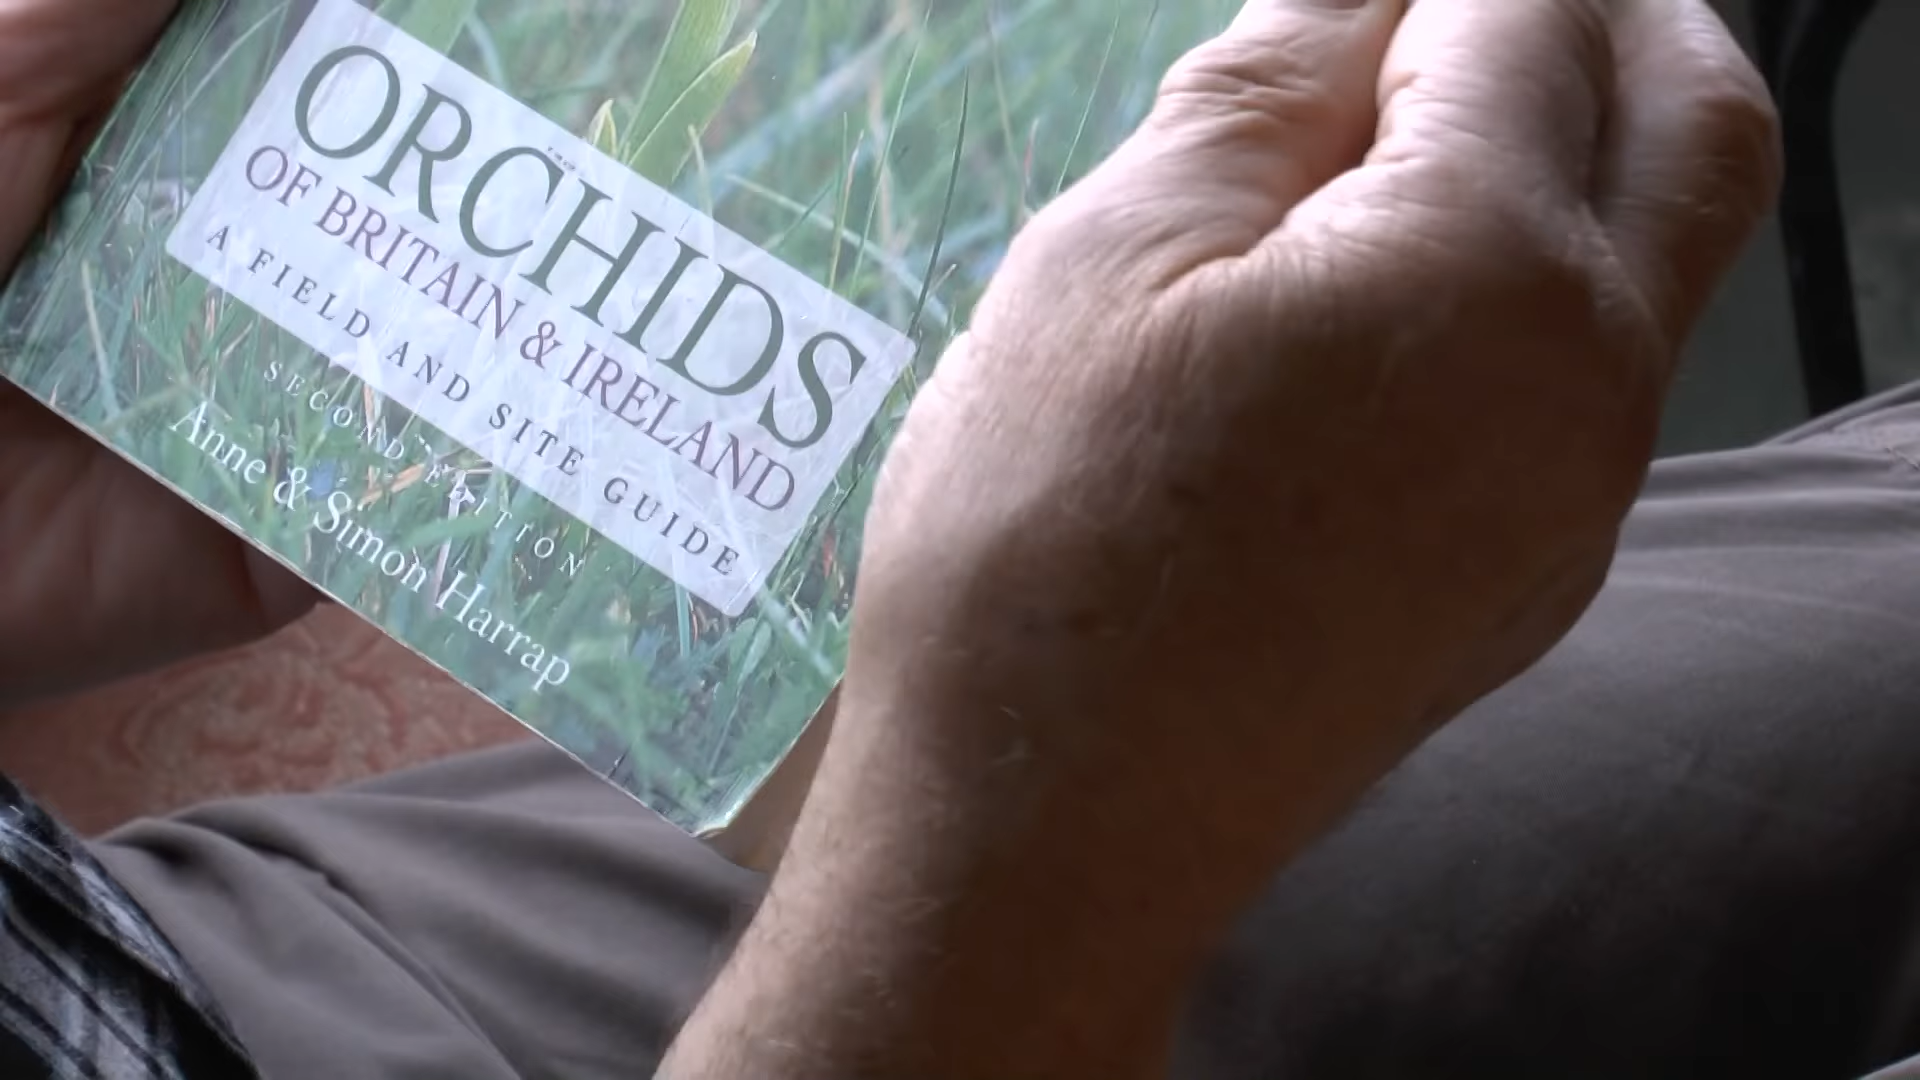 ORCHIDS
OF BRITAIN & IRELAND
A FIELD AND SITE GUIDE
SECOND EDITION
Anne & Simon Harrap